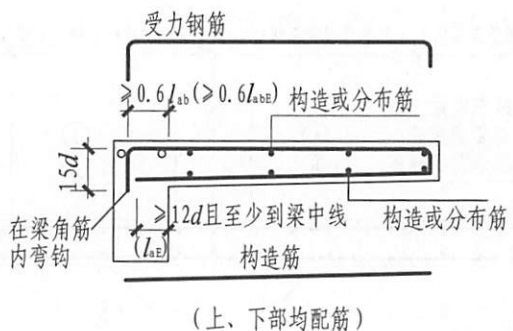 受力钢筋
≥0.6lab(≥0.6labE)
构造或分布筋
15d
在梁角筋
内弯钩
≥12d且至少到梁中线
(laE)
构造或分布筋
构造筋
(上、下部均配筋)